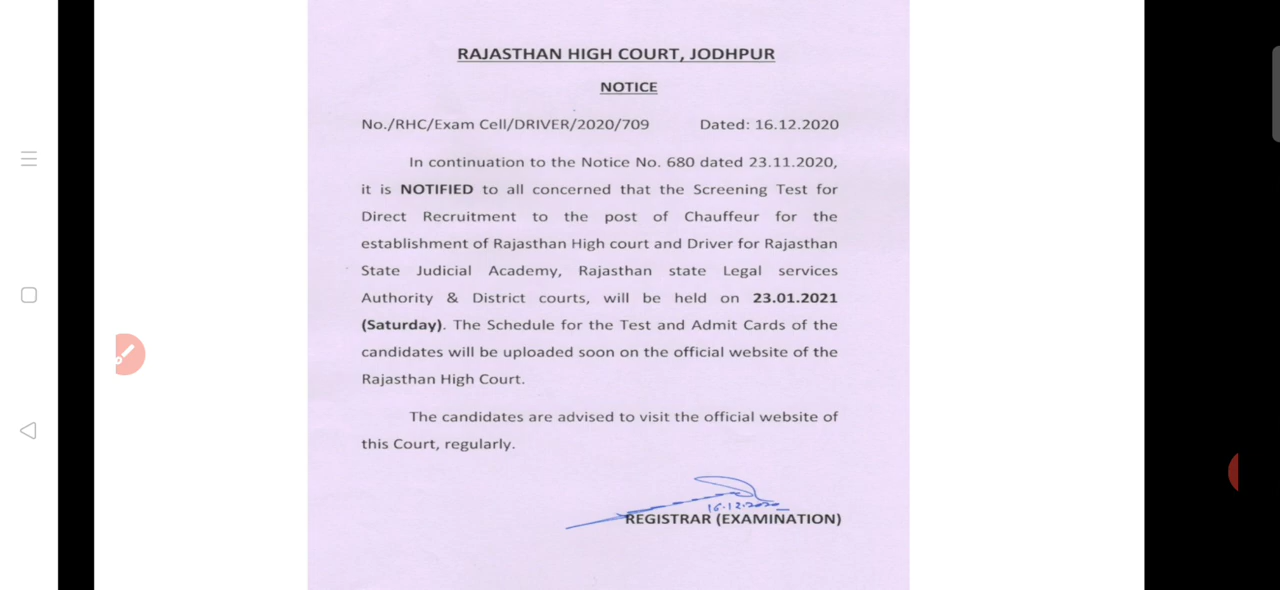 RAJASTHAN HIGH COURT, JODHPUR
NOTICE
No./RHC/Exam Cell/DRIVER/2020/709 Dated: 16.12.2020
In continuation to the Notice No. 680 dated 23.11.2020,
it is NOTIFIED to all concerned that the Screening Test for
Direct Recruitment to the post of Chauffeur for the
establishment of Rajasthan High court and Driver for Rajasthan
State Judicial Academy, Rajasthan state Legal services
Authority & District courts, will be held on 23.01.2021
(Saturday). The Schedule for the Test and Admit Cards of the
candidates will be uploaded soon on the official website of the
Rajasthan High Court.
The candidates are advised to visit the official website of
this Court, regularly.
16.12.2020
REGISTRAR (EXAMINATION)